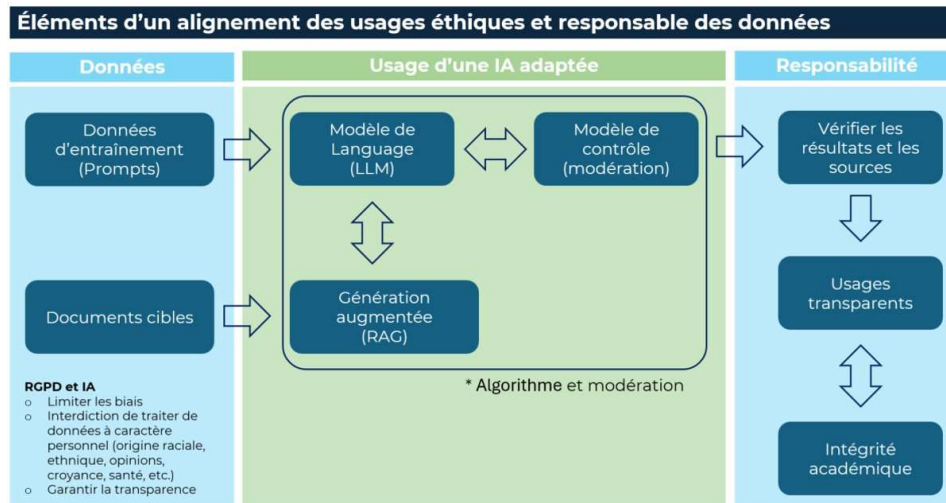 Éléments d'un alignement des usages éthiques et responsable des données
Données
Usage d'une IA adaptée
Responsabilité
Données
d'entraînement
(Prompts)
Modèle de
Language
(LLM)
Modèle de
contrôle
(modération)
Vérifier les
résultats et les
sources
Documents cibles
Génération
augmentée
(RAG)
Usages
transparents
* Algorithme et modération
Intégrité
académique
RGPD et IA
o Limiter les biais
o Interdiction de traiter de
données à caractère
personnel (origine raciale,
ethnique, opinions,
croyance, santé, etc.)
o Garantir la transparence